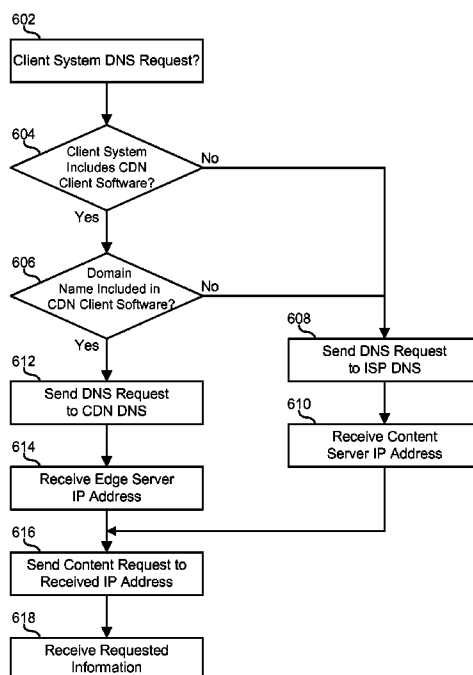 602
Client System DNS Request?
604
Client System
Includes CDN
Client Software?
No
Yes
606
Domain
Name Included in
CDN Client Software?
No
Yes
608
Send DNS Request
to ISP DNS
612
Send DNS Request
to CDN DNS
610
Receive Content
Server IP Address
614
Receive Edge Server
IP Address
616
Send Content Request to
Received IP Address
618
Receive Requested
Information